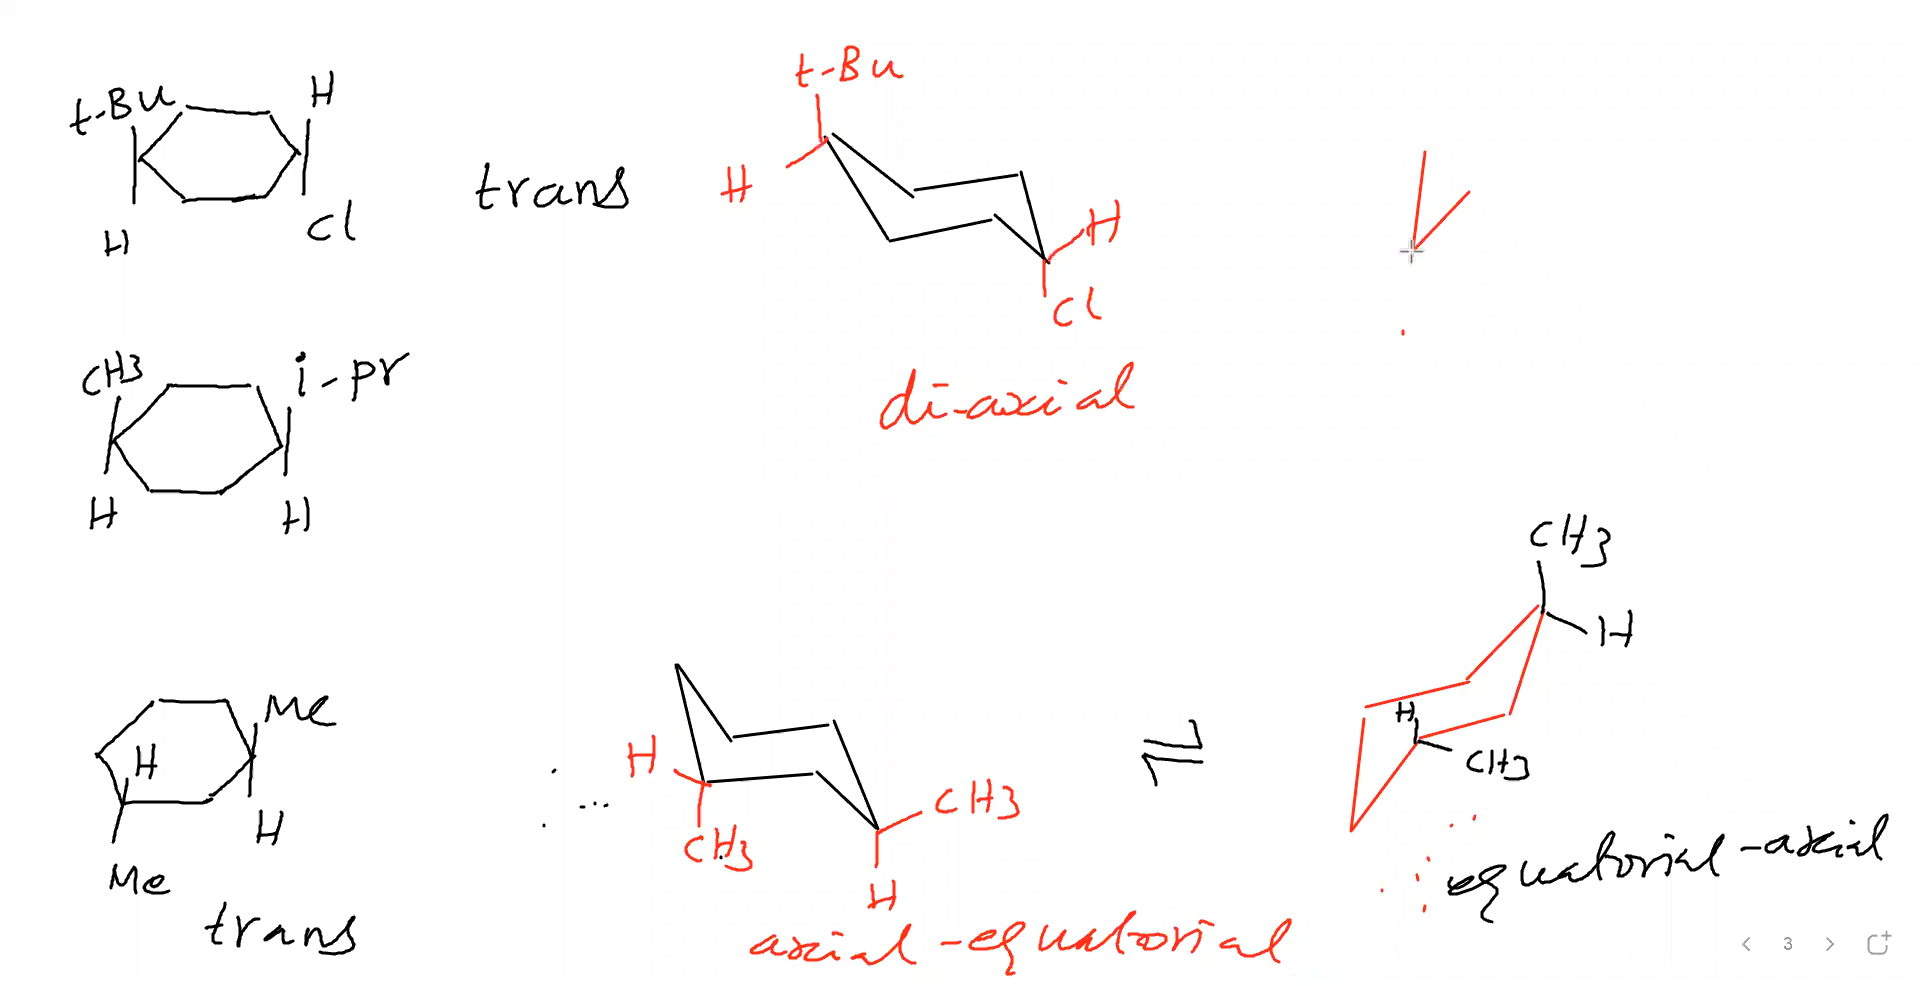 t-Bu
H
H
Cl
trans
t-Bu
H
H
Cl
di-axial
CH3
i-pr
H
H
Me
H
H
Me
trans
H
CH3
CH3
H
axial-equatorial
CH3
H
H
CH3
equatorial-axial
3